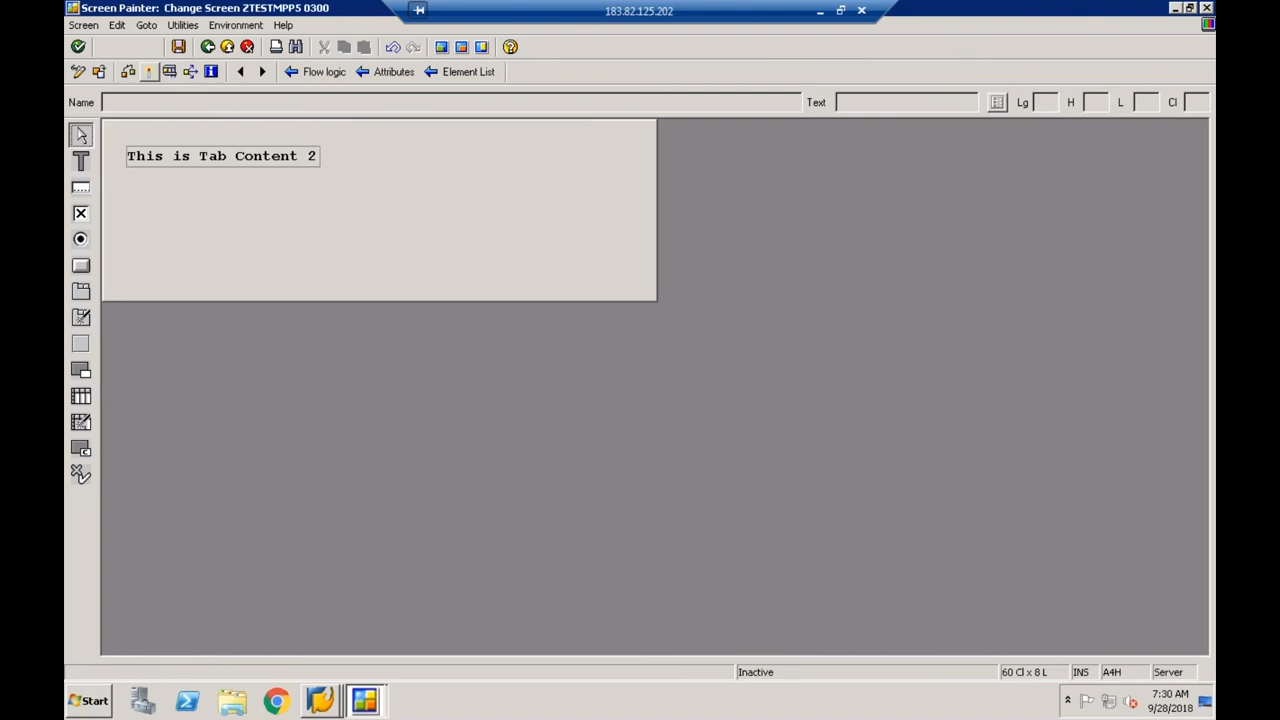 Screen Painter: Change Screen ZTESTMPP5 0300
183.82.125.202
Screen Edit Goto Utilities Environment Help
Flow logic Attributes Element List
Name Text Lg H L Cl
This is Tab Content 2
Inactive 60 Cl x 8 L INS A4H Server
Start
7:30 AM
9/28/2018